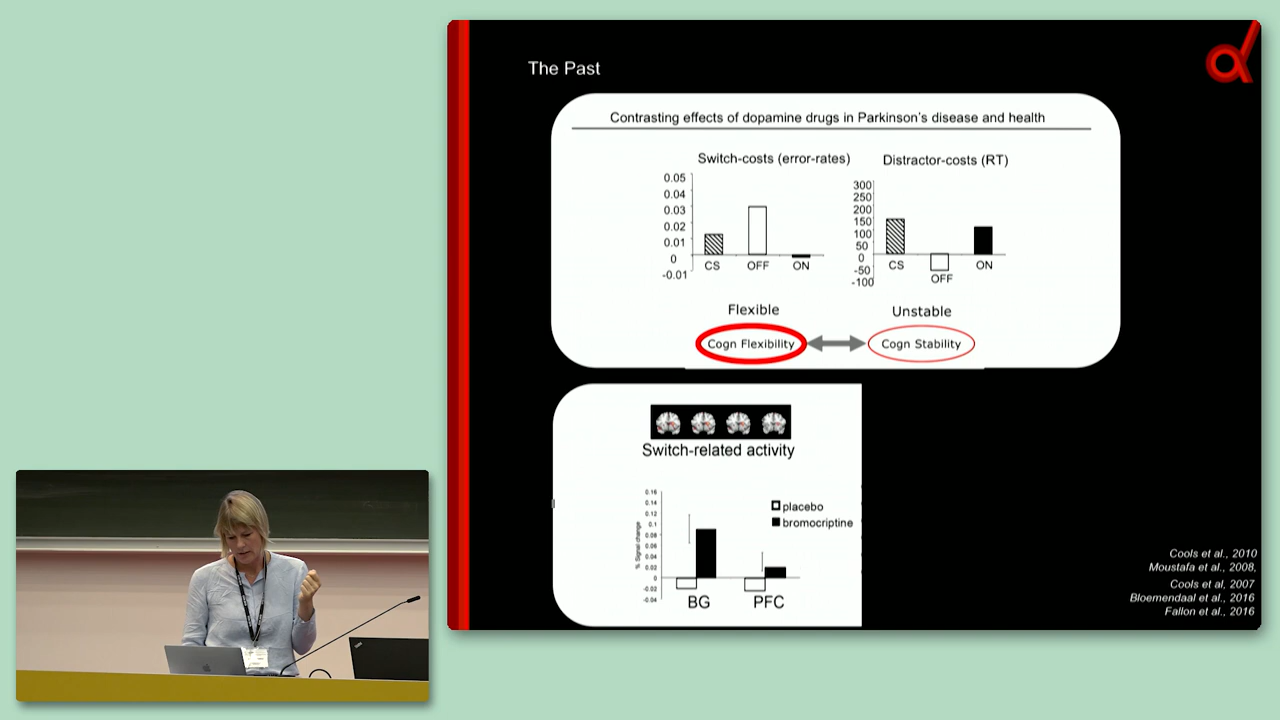 The Past
Contrasting effects of dopamine drugs in Parkinson's disease and health
Switch-costs (error-rates)
0.05
0.04
0.03
0.02
0.01
0
-0.01
CS
OFF
ON
Distractor-costs (RT)
300
250
200
150
100
50
0
-50
-100
CS
OFF
ON
Flexible
Unstable
Cogn Flexibility
Cogn Stability
Switch-related activity
% Signal change
0.16
0.14
0.12
0.1
0.08
0.06
0.04
0.02
0
-0.02
-0.04
placebo
bromocriptine
BG
PFC
Cools et al., 2010
Moustafa et al., 2008,
Cools et al, 2007
Bloemendaal et al., 2016
Fallon et al., 2016